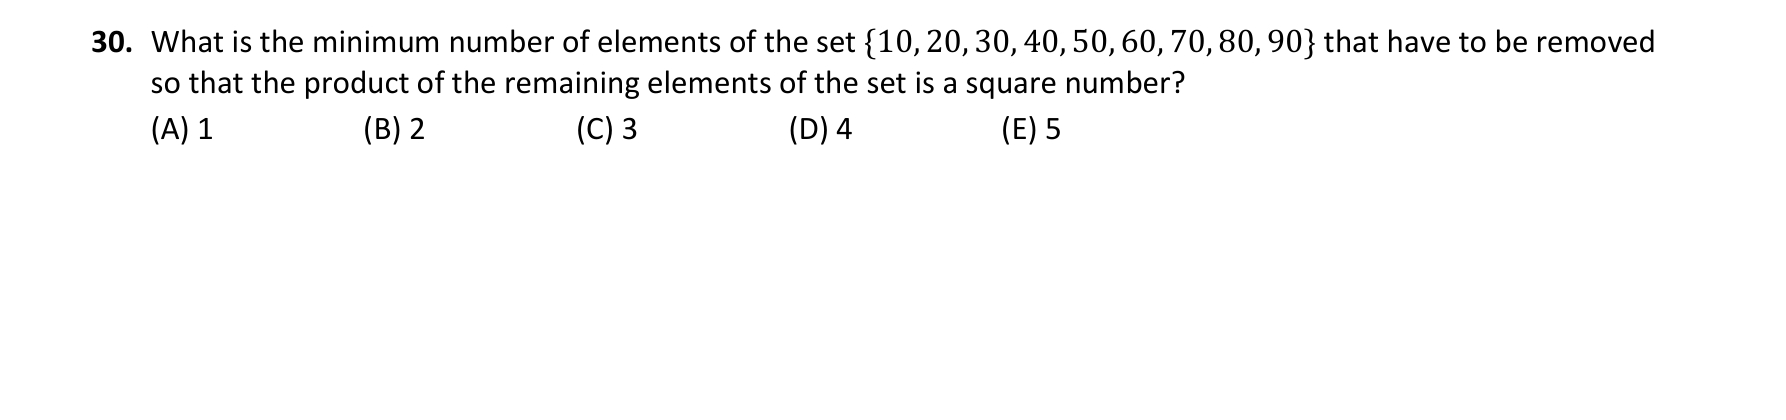 30. What is the minimum number of elements of the set {10, 20, 30, 40, 50, 60, 70, 80, 90} that have to be removed
so that the product of the remaining elements of the set is a square number?
(A) 1 (B) 2 (C) 3 (D) 4 (E) 5